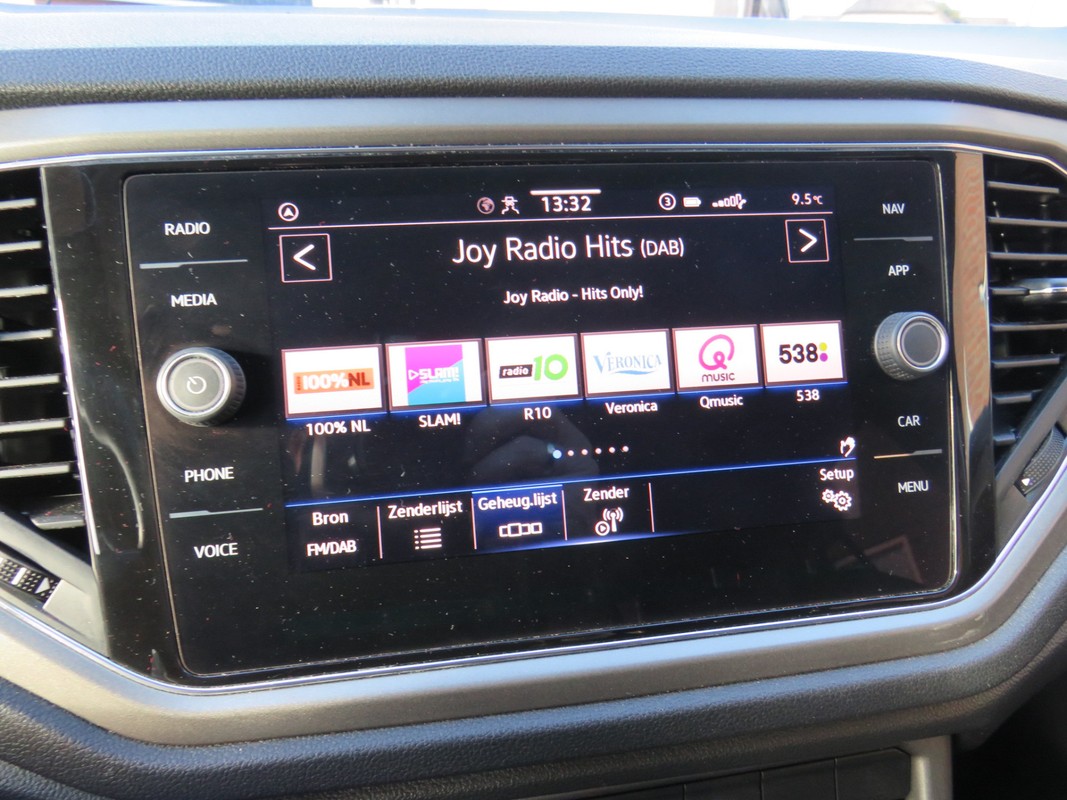 RADIO
MEDIA
PHONE
VOICE
13:32
3
9.5°C
<
Joy Radio Hits (DAB)
>
Joy Radio - Hits Only!
100%NL
SLAM!
radio 10
VERONICA
Q MUSIC
538
100% NL
SLAM!
R10
Veronica
Qmusic
538
Bron
FM/DAB
Zenderlijst
Geheug.lijst
Zender
Setup
NAV
APP
CAR
MENU